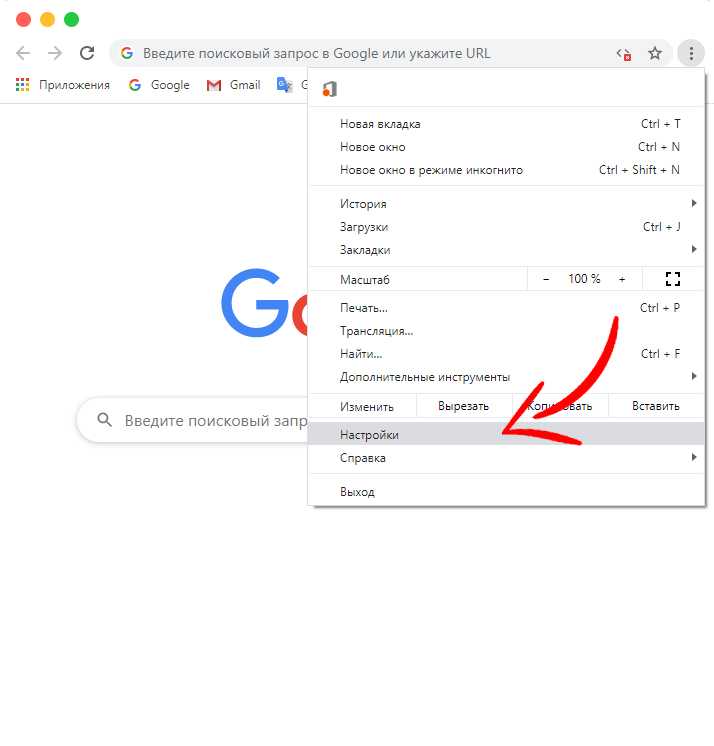 Введите поисковый запрос в Google или укажите URL
Приложения Google Gmail G
Новая вкладка Ctrl + T
Новое окно Ctrl + N
Новое окно в режиме инкогнито Ctrl + Shift + N
История
Загрузки Ctrl + J
Закладки
Масштаб − 100 % +
Печать... Ctrl + P
Трансляция...
Найти... Ctrl + F
Дополнительные инструменты
Изменить Вырезать Копировать Вставить
Введите поисковый запр
Настройки
Справка
Выход